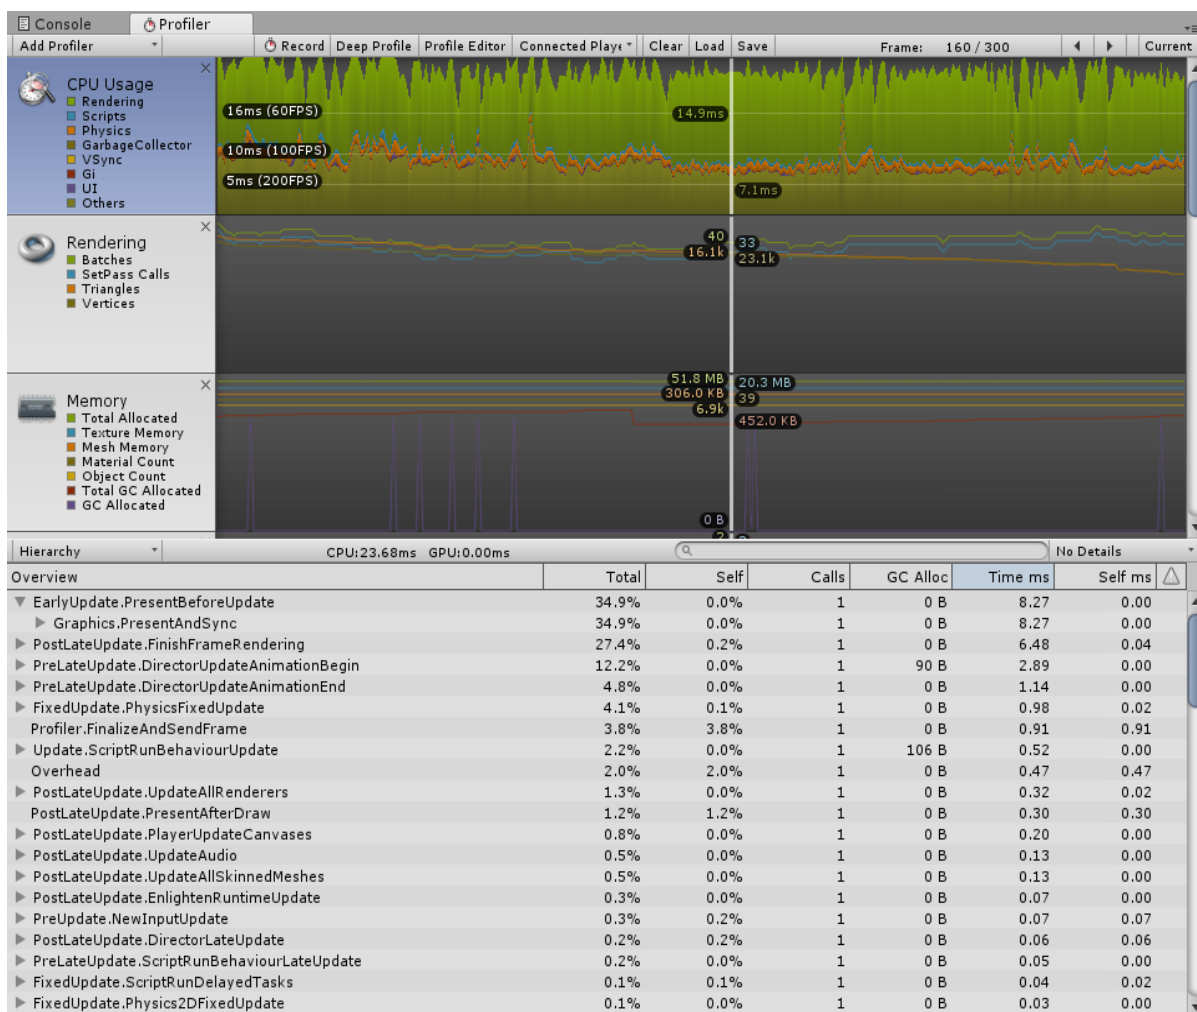 Console Profiler
Add Profiler Record Deep Profile Profile Editor Connected Playe Clear Load Save Frame: 160 / 300 Current
CPU Usage
Rendering
Scripts
Physics
GarbageCollector
VSync
Gi
UI
Others
16ms (60FPS)
14.9ms
10ms (100FPS)
5ms (200FPS)
7.1ms
Rendering
Batches
SetPass Calls
Triangles
Vertices
40 33
16.1k 23.1k
Memory
Total Allocated
Texture Memory
Mesh Memory
Material Count
Object Count
Total GC Allocated
GC Allocated
51.8 MB 20.3 MB
306.0 KB 39
6.9k
452.0 KB
0 B
Hierarchy CPU:23.68ms GPU:0.00ms No Details
Overview Total Self Calls GC Alloc Time ms Self ms
EarlyUpdate.PresentBeforeUpdate 34.9% 0.0% 1 0 B 8.27 0.00
Graphics.PresentAndSync 34.9% 0.0% 1 0 B 8.27 0.00
PostLateUpdate.FinishFrameRendering 27.4% 0.2% 1 0 B 6.48 0.04
PreLateUpdate.DirectorUpdateAnimationBegin 12.2% 0.0% 1 90 B 2.89 0.00
PreLateUpdate.DirectorUpdateAnimationEnd 4.8% 0.0% 1 0 B 1.14 0.00
FixedUpdate.PhysicsFixedUpdate 4.1% 0.1% 1 0 B 0.98 0.02
Profiler.FinalizeAndSendFrame 3.8% 3.8% 1 0 B 0.91 0.91
Update.ScriptRunBehaviourUpdate 2.2% 0.0% 1 106 B 0.52 0.00
Overhead 2.0% 2.0% 1 0 B 0.47 0.47
PostLateUpdate.UpdateAllRenderers 1.3% 0.0% 1 0 B 0.32 0.02
PostLateUpdate.PresentAfterDraw 1.2% 1.2% 1 0 B 0.30 0.30
PostLateUpdate.PlayerUpdateCanvases 0.8% 0.0% 1 0 B 0.20 0.00
PostLateUpdate.UpdateAudio 0.5% 0.0% 1 0 B 0.13 0.00
PostLateUpdate.UpdateAllSkinnedMeshes 0.5% 0.0% 1 0 B 0.13 0.00
PostLateUpdate.EnlightenRuntimeUpdate 0.3% 0.0% 1 0 B 0.07 0.00
PreUpdate.NewInputUpdate 0.3% 0.2% 1 0 B 0.07 0.07
PostLateUpdate.DirectorLateUpdate 0.2% 0.2% 1 0 B 0.06 0.06
PreLateUpdate.ScriptRunBehaviourLateUpdate 0.2% 0.0% 1 0 B 0.05 0.00
FixedUpdate.ScriptRunDelayedTasks 0.1% 0.1% 1 0 B 0.04 0.02
FixedUpdate.Physics2DFixedUpdate 0.1% 0.0% 1 0 B 0.03 0.00